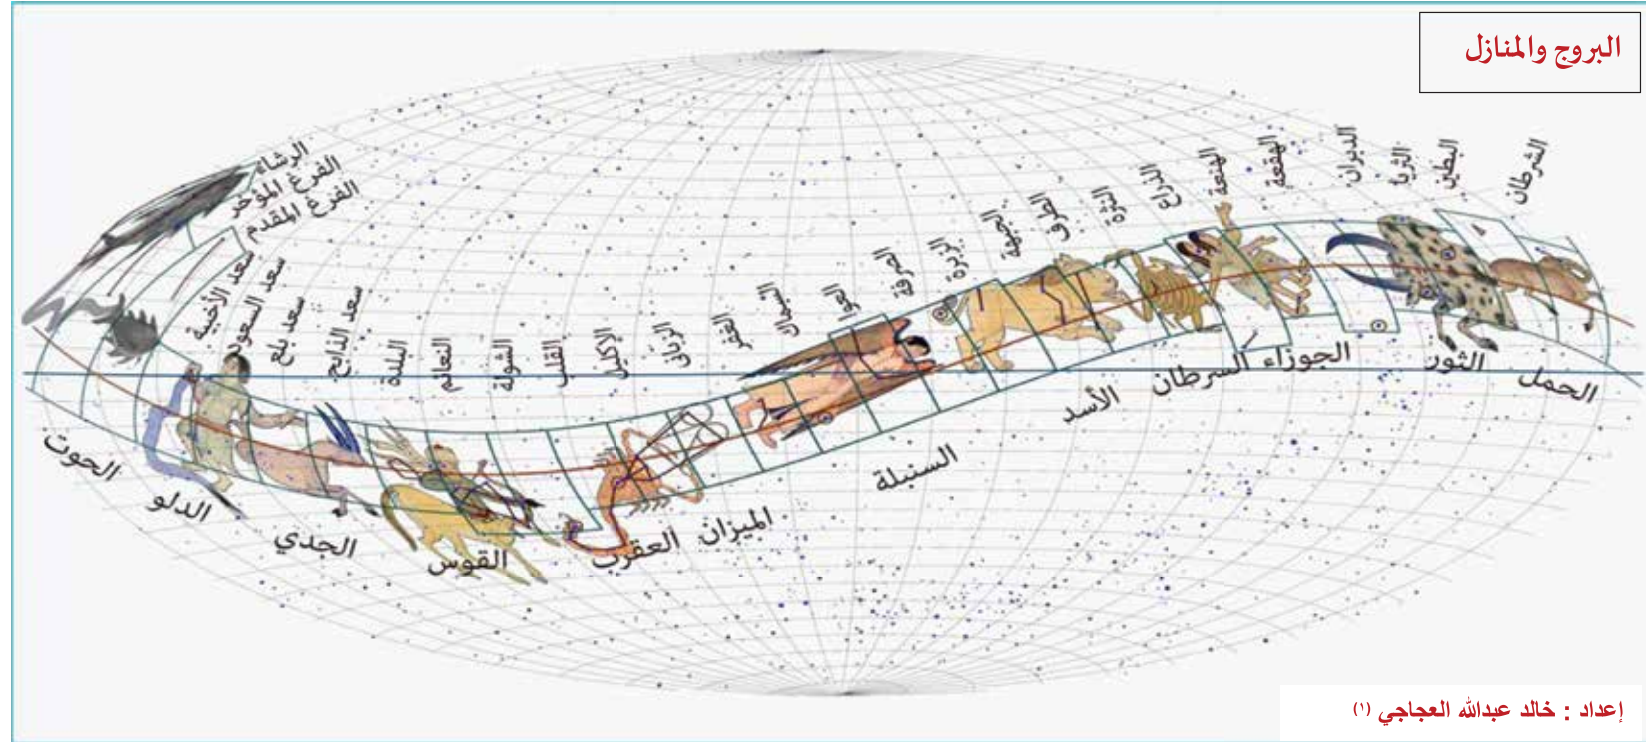 البروج والمنازل
الشرطان
البطين
الثريا
الدبران
الهقعة
الهنعة
الذراع
النثرة
الطرف
الجبهة
الزبرة
الصرفة
العوا
السماك
الغفر
الزبانى
الإكليل
القلب
الشولة
النعائم
البلدة
سعد الذابح
سعد بلع
سعد السعود
سعد الأخبية
الفرغ المقدم
الفرغ المؤخر
الرشاء
الحمل
الثور
الجوزاء
السرطان
الأسد
السنبلة
الميزان
العقرب
القوس
الجدي
الدلو
الحوت
إعداد : خالد عبدالله العجاجي (١)